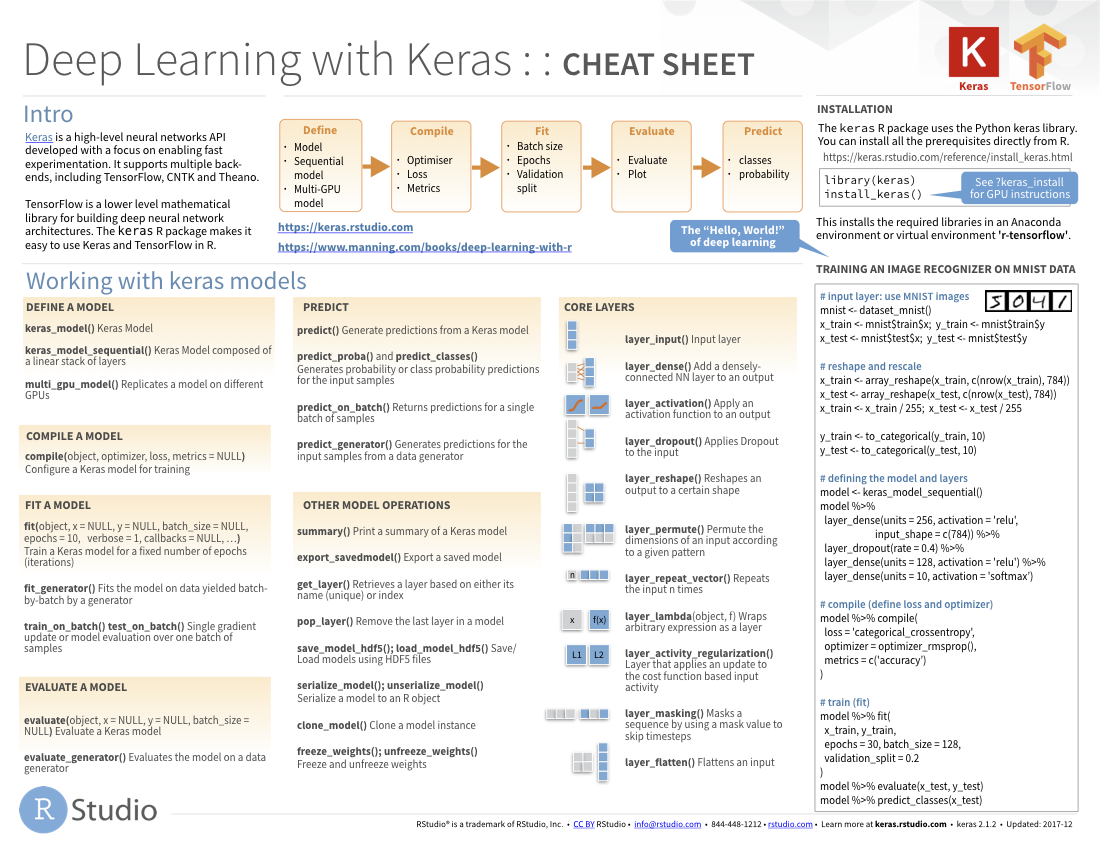 Deep Learning with Keras : : CHEAT SHEET
K
Keras
TensorFlow
Intro
Keras is a high-level neural networks API
developed with a focus on enabling fast
experimentation. It supports multiple back-
ends, including TensorFlow, CNTK and Theano.
TensorFlow is a lower level mathematical
library for building deep neural network
architectures. The keras R package makes it
easy to use Keras and TensorFlow in R.
Define
• Model
• Sequential
model
• Multi-GPU
model
Compile
• Optimiser
• Loss
• Metrics
Fit
• Batch size
• Epochs
• Validation
split
Evaluate
• Evaluate
• Plot
Predict
• classes
• probability
https://keras.rstudio.com
https://www.manning.com/books/deep-learning-with-r
The “Hello, World!”
of deep learning
INSTALLATION
The keras R package uses the Python keras library.
You can install all the prerequisites directly from R.
https://keras.rstudio.com/reference/install_keras.html
library(keras)
install_keras()
See ?keras_install
for GPU instructions
This installs the required libraries in an Anaconda
environment or virtual environment 'r-tensorflow'.
Working with keras models
DEFINE A MODEL
keras_model() Keras Model
keras_model_sequential() Keras Model composed of
a linear stack of layers
multi_gpu_model() Replicates a model on different
GPUs
COMPILE A MODEL
compile(object, optimizer, loss, metrics = NULL)
Configure a Keras model for training
FIT A MODEL
fit(object, x = NULL, y = NULL, batch_size = NULL,
epochs = 10, verbose = 1, callbacks = NULL, …)
Train a Keras model for a fixed number of epochs
(iterations)
fit_generator() Fits the model on data yielded batch-
by-batch by a generator
train_on_batch() test_on_batch() Single gradient
update or model evaluation over one batch of
samples
EVALUATE A MODEL
evaluate(object, x = NULL, y = NULL, batch_size =
NULL) Evaluate a Keras model
evaluate_generator() Evaluates the model on a data
generator
PREDICT
predict() Generate predictions from a Keras model
predict_proba() and predict_classes()
Generates probability or class probability predictions
for the input samples
predict_on_batch() Returns predictions for a single
batch of samples
predict_generator() Generates predictions for the
input samples from a data generator
OTHER MODEL OPERATIONS
summary() Print a summary of a Keras model
export_savedmodel() Export a saved model
get_layer() Retrieves a layer based on either its
name (unique) or index
pop_layer() Remove the last layer in a model
save_model_hdf5(); load_model_hdf5() Save/
Load models using HDF5 files
serialize_model(); unserialize_model()
Serialize a model to an R object
clone_model() Clone a model instance
freeze_weights(); unfreeze_weights()
Freeze and unfreeze weights
CORE LAYERS
layer_input() Input layer
layer_dense() Add a densely-
connected NN layer to an output
layer_activation() Apply an
activation function to an output
layer_dropout() Applies Dropout
to the input
layer_reshape() Reshapes an
output to a certain shape
layer_permute() Permute the
dimensions of an input according
to a given pattern
n
layer_repeat_vector() Repeats
the input n times
x f(x)
layer_lambda(object, f) Wraps
arbitrary expression as a layer
L1 L2
layer_activity_regularization()
Layer that applies an update to
the cost function based input
activity
layer_masking() Masks a
sequence by using a mask value to
skip timesteps
layer_flatten() Flattens an input
TRAINING AN IMAGE RECOGNIZER ON MNIST DATA
5 0 4 1
# input layer: use MNIST images
mnist <- dataset_mnist()
x_train <- mnist$train$x; y_train <- mnist$train$y
x_test <- mnist$test$x; y_test <- mnist$test$y
# reshape and rescale
x_train <- array_reshape(x_train, c(nrow(x_train), 784))
x_test <- array_reshape(x_test, c(nrow(x_test), 784))
x_train <- x_train / 255; x_test <- x_test / 255
y_train <- to_categorical(y_train, 10)
y_test <- to_categorical(y_test, 10)
# defining the model and layers
model <- keras_model_sequential()
model %>%
layer_dense(units = 256, activation = 'relu',
input_shape = c(784)) %>%
layer_dropout(rate = 0.4) %>%
layer_dense(units = 128, activation = 'relu') %>%
layer_dense(units = 10, activation = 'softmax')
# compile (define loss and optimizer)
model %>% compile(
loss = 'categorical_crossentropy',
optimizer = optimizer_rmsprop(),
metrics = c('accuracy')
)
# train (fit)
model %>% fit(
x_train, y_train,
epochs = 30, batch_size = 128,
validation_split = 0.2
)
model %>% evaluate(x_test, y_test)
model %>% predict_classes(x_test)
R Studio
RStudio® is a trademark of RStudio, Inc. • CC BY RStudio • info@rstudio.com • 844-448-1212 • rstudio.com • Learn more at keras.rstudio.com • keras 2.1.2 • Updated: 2017-12